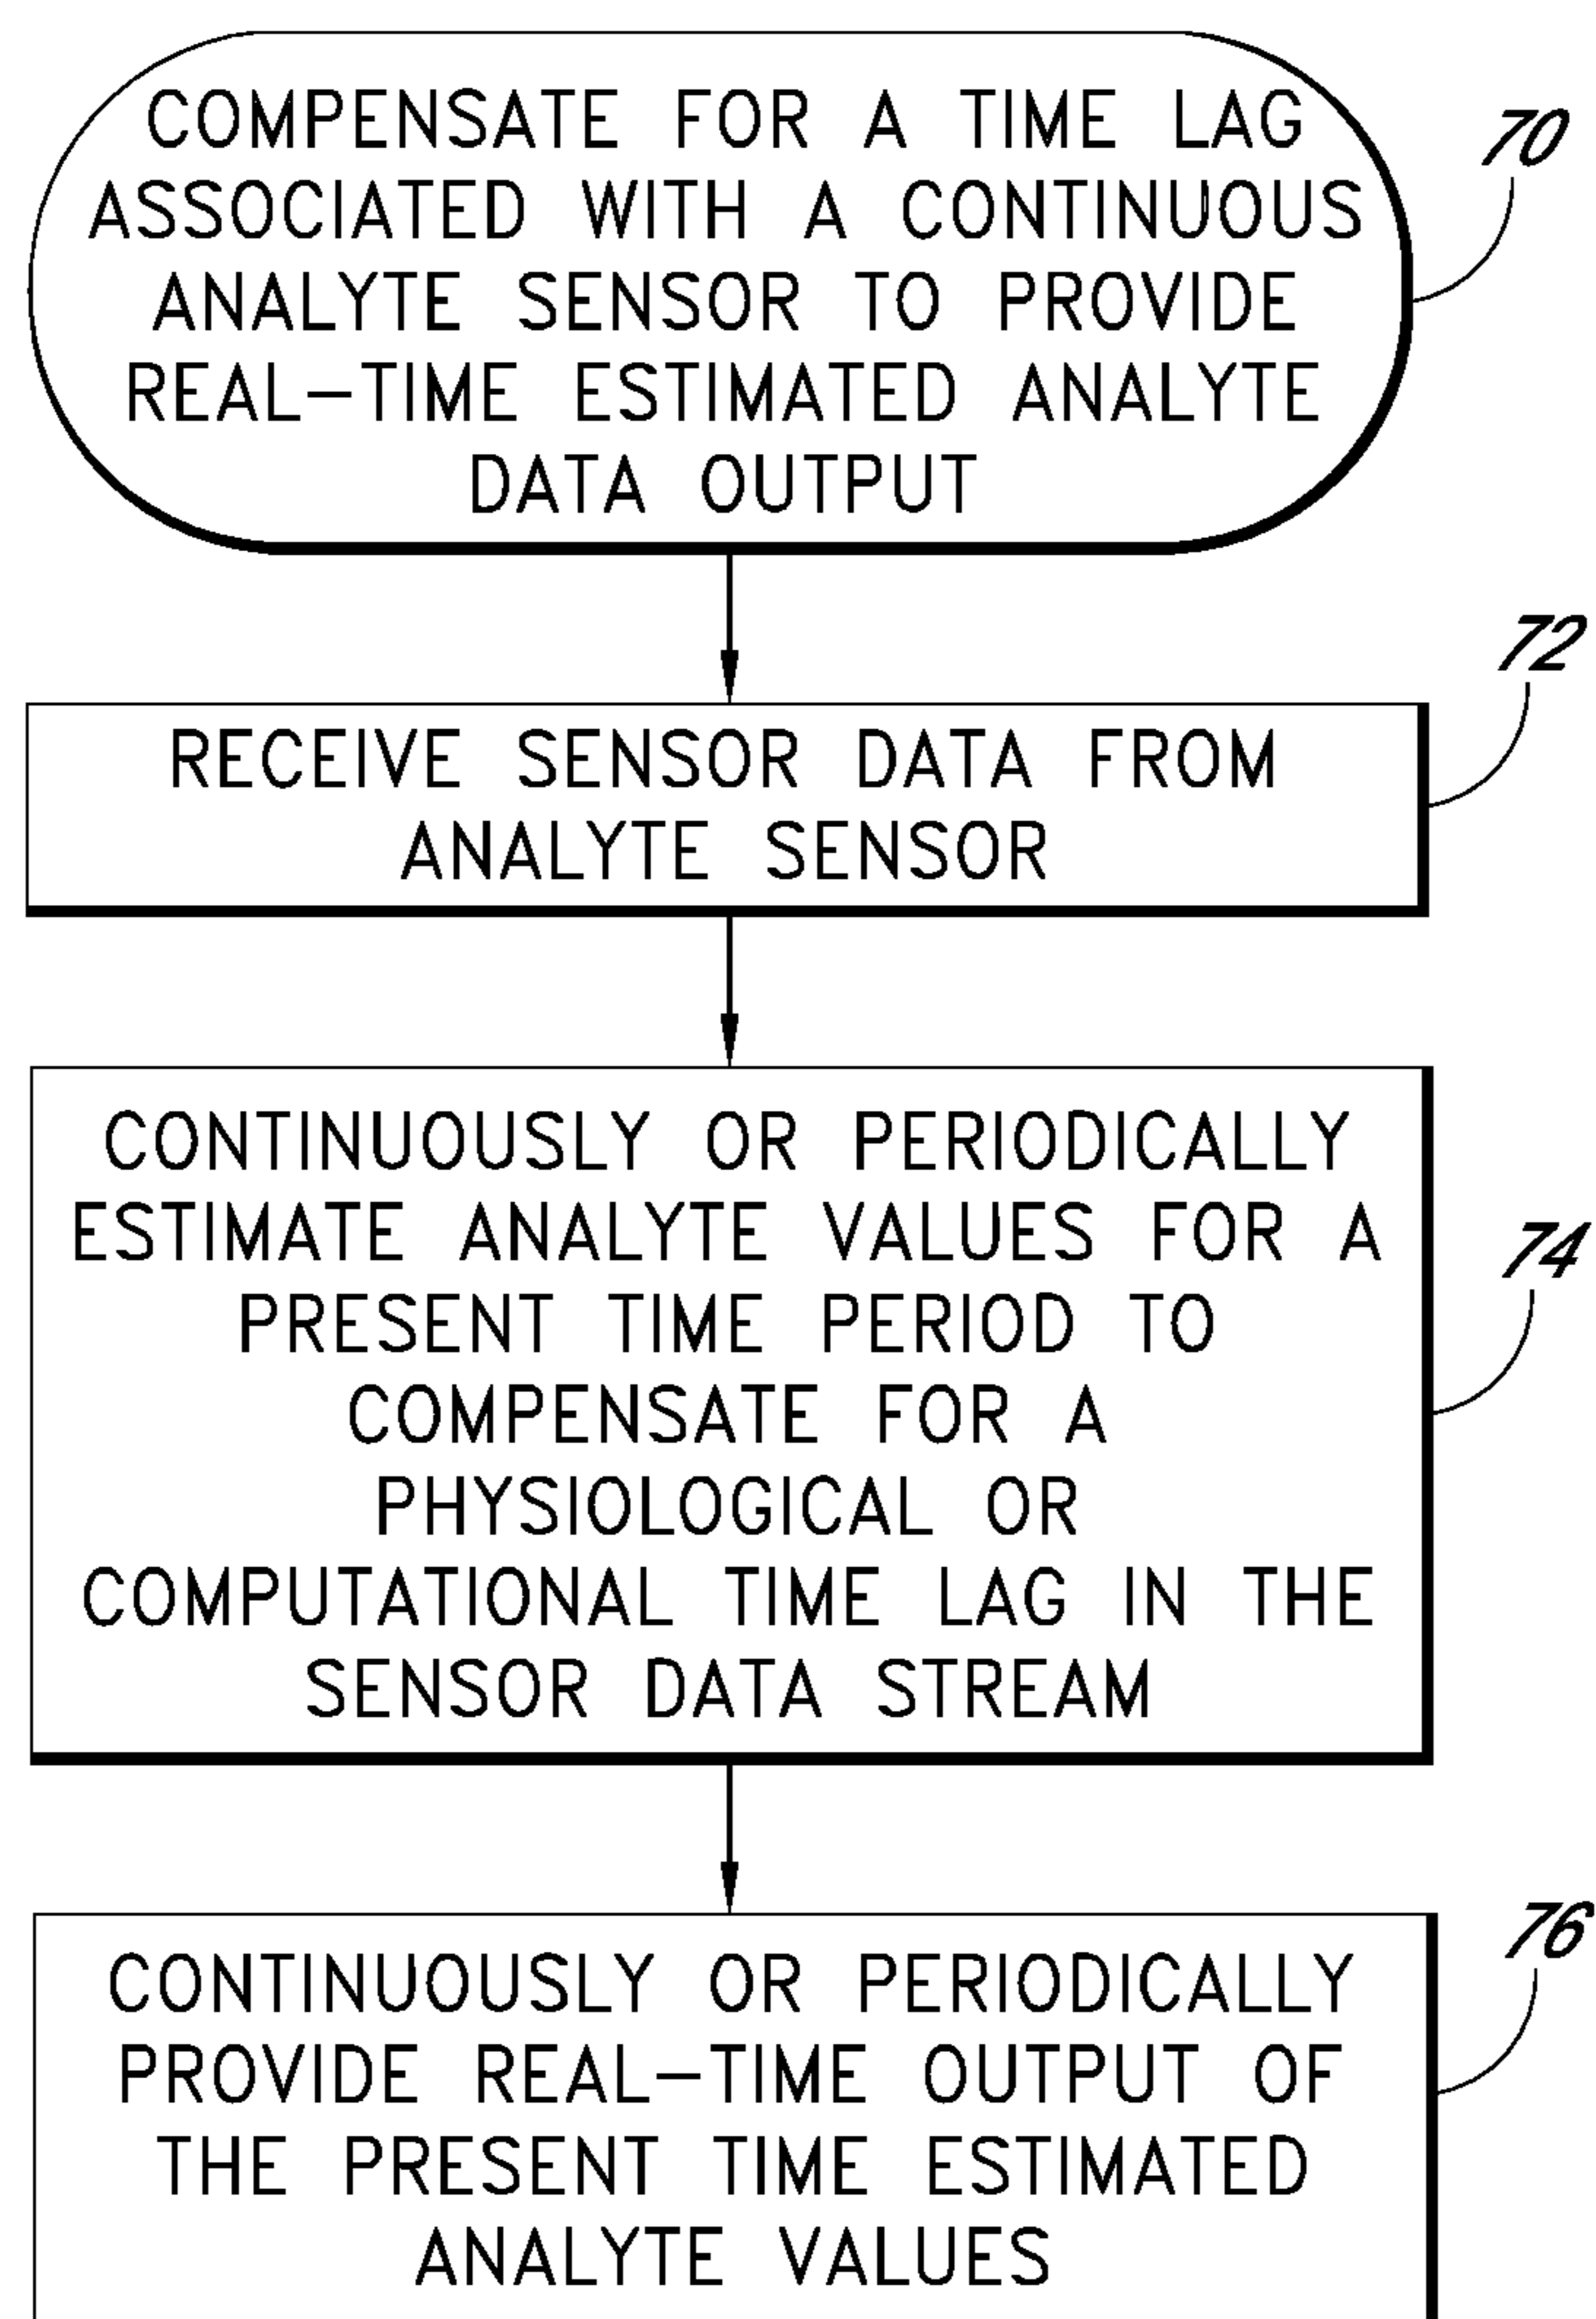 COMPENSATE FOR A TIME LAG
ASSOCIATED WITH A CONTINUOUS
ANALYTE SENSOR TO PROVIDE
REAL-TIME ESTIMATED ANALYTE
DATA OUTPUT
70
72
RECEIVE SENSOR DATA FROM
ANALYTE SENSOR
CONTINUOUSLY OR PERIODICALLY
ESTIMATE ANALYTE VALUES FOR A
PRESENT TIME PERIOD TO
COMPENSATE FOR A
PHYSIOLOGICAL OR
COMPUTATIONAL TIME LAG IN THE
SENSOR DATA STREAM
74
76
CONTINUOUSLY OR PERIODICALLY
PROVIDE REAL-TIME OUTPUT OF
THE PRESENT TIME ESTIMATED
ANALYTE VALUES